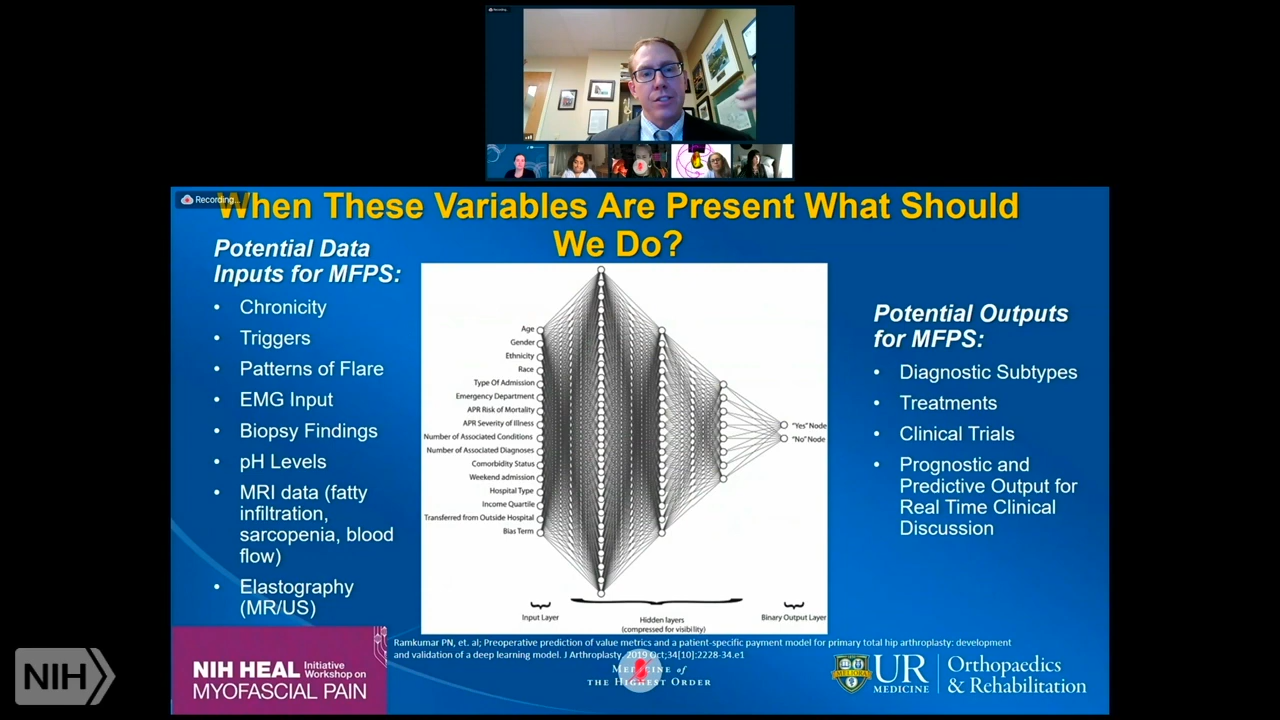 Recording...
When These Variables Are Present What Should
We Do?
Potential Data
Inputs for MFPS:
• Chronicity
• Triggers
• Patterns of Flare
• EMG Input
• Biopsy Findings
• pH Levels
• MRI data (fatty
infiltration,
sarcopenia, blood
flow)
• Elastography
(MR/US)
Age
Gender
Ethnicity
Race
Type Of Admission
Emergency Department
APR Risk of Mortality
APR Severity of Illness
Number of Associated Conditions
Number of Associated Diagnoses
Comorbidity Status
Weekend admission
Hospital Type
Income Quartile
Transferred from Outside Hospital
Bias Term
"Yes" Node
"No" Node
Input Layer
Hidden layers
(compressed for visibility)
Binary Output Layer
Potential Outputs
for MFPS:
• Diagnostic Subtypes
• Treatments
• Clinical Trials
• Prognostic and
Predictive Output for
Real Time Clinical
Discussion
Ramkumar PN, et. al; Preoperative prediction of value metrics and a patient-specific payment model for primary total hip arthroplasty: development
and validation of a deep learning model. J Arthroplasty. 2019 Oct;34[10]:2228-34.e1
Medicine of
the Highest Order
NIH HEAL Initiative
Workshop on
MYOFASCIAL PAIN
NIH
MELIORA
UR
MEDICINE
Orthopaedics
& Rehabilitation